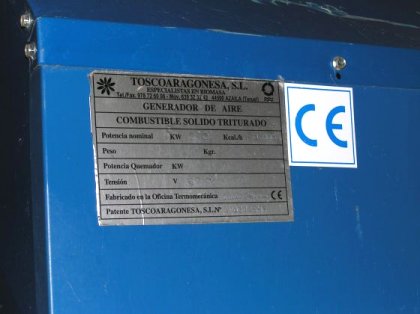 TOSCOARAGONESA, S.L.
ESPECIALISTAS EN BIOMASA
GENERADOR DE AIRE
COMBUSTIBLE SOLIDO TRITURADO
Potencia nominal KW Kcal./h
Peso Kgr.
Potencia Quemador KW
Tensión V
Fabricado en la Oficina Termomecánica CE
Patente TOSCOARAGONESA, S.L. Nº
CE